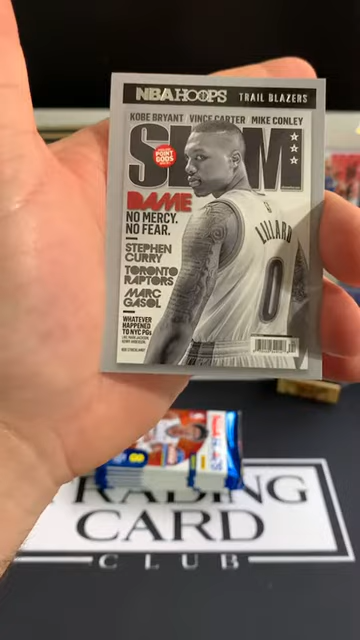 NBA HOOPS TRAIL BLAZERS
KOBE BRYANT VINCE CARTER MIKE CONLEY
SLAM
POINT
GODS
DAME
NO MERCY.
NO FEAR.
STEPHEN
CURRY
TORONTO
RAPTORS
MARC
GASOL
WHATEVER
HAPPENED
TO NYC PGs
LILLARD
0
TRADING
CARD
CLUB